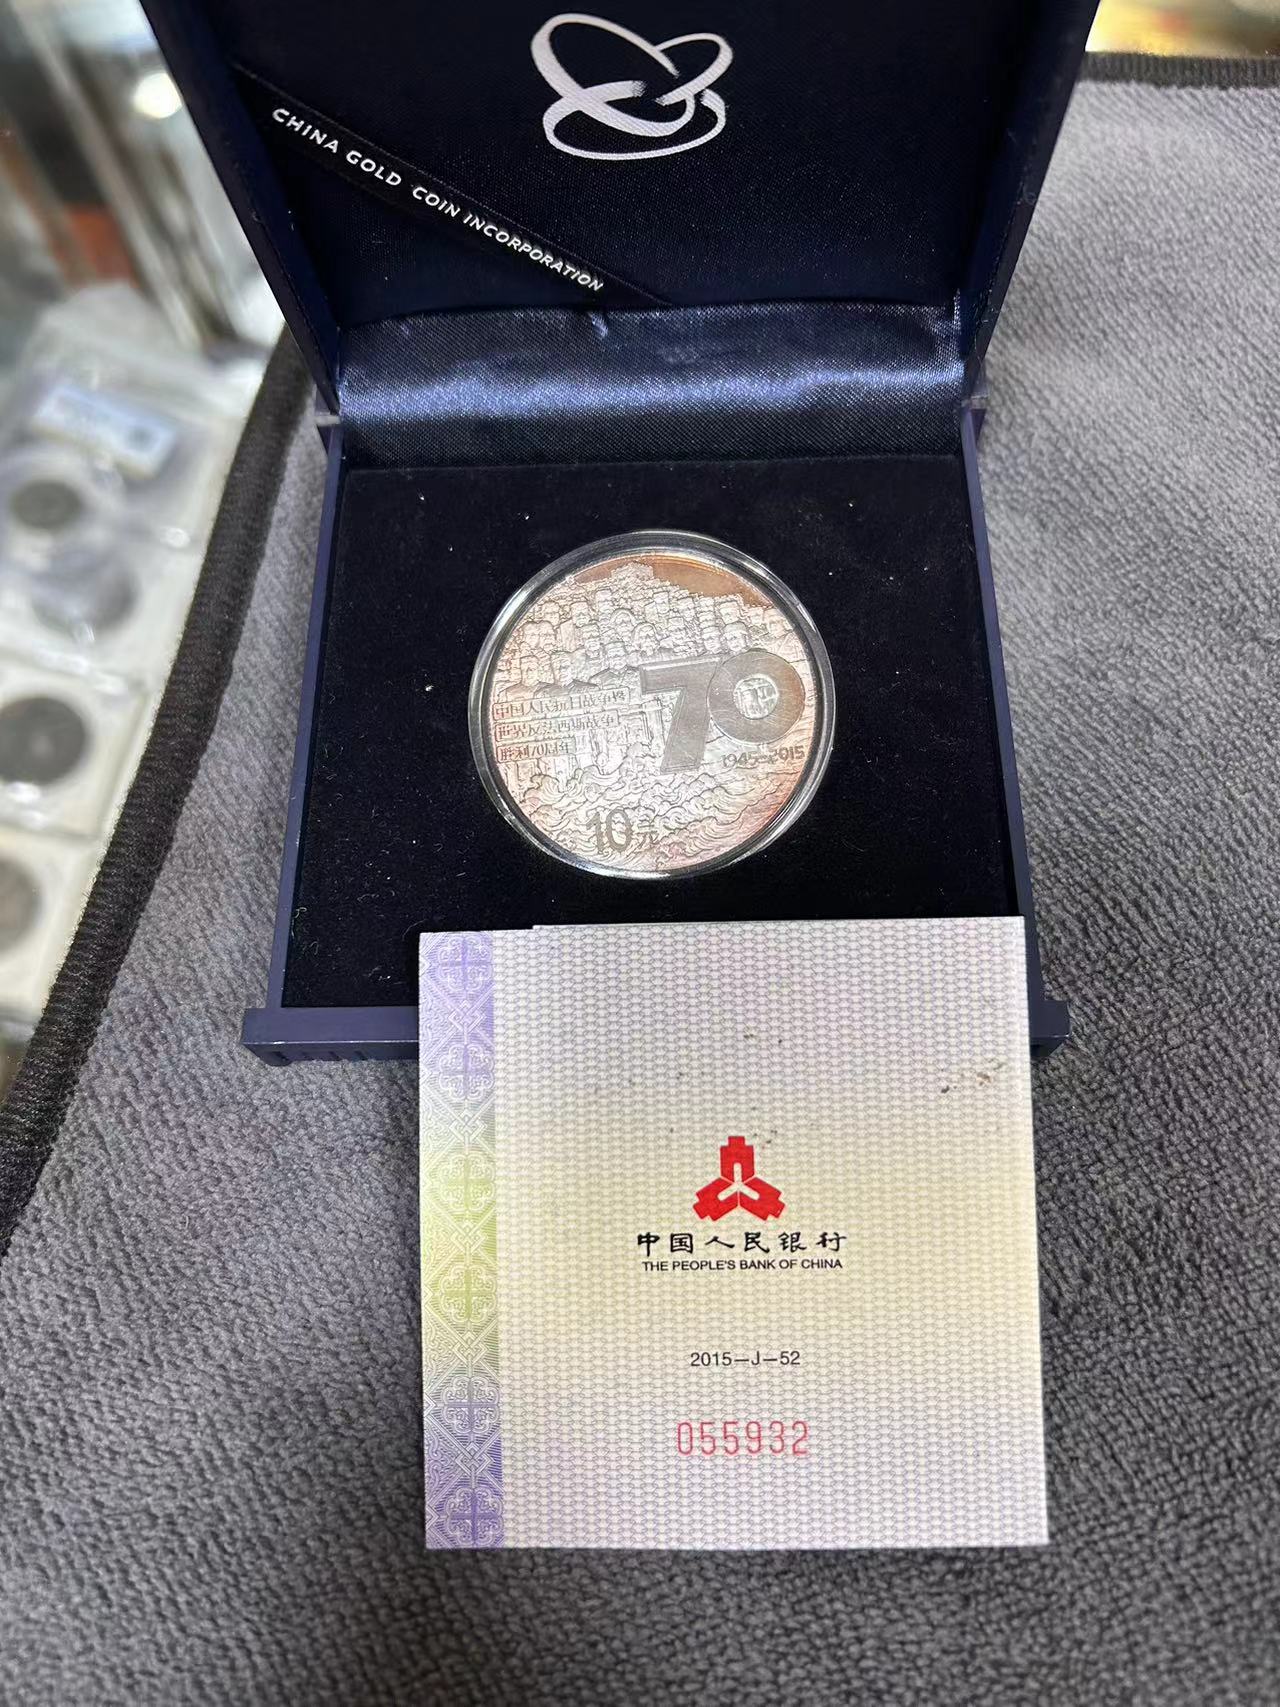 CHINA GOLD COIN INCORPORATION
中国人民抗日战争暨
世界反法西斯战争
胜利70周年
70
1945-2015
10元
中国人民银行
THE PEOPLE'S BANK OF CHINA
2015—J—52
055932